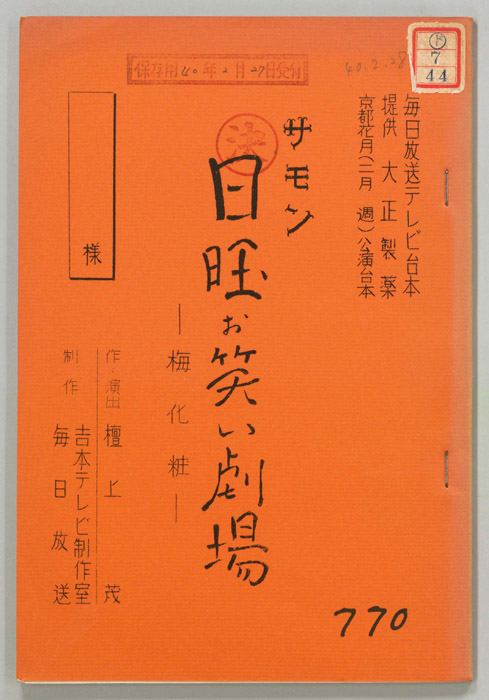 保存用40年2月27日受付
40.2.28
ド
7
44
毎日放送テレビ台本
提供 大正製薬
京都花月(二月 週)公演台本
決
サモン
日曜お笑い劇場
―梅化粧―
様
作・演出 檀上茂
制作 吉本テレビ制作室
毎日放送
770